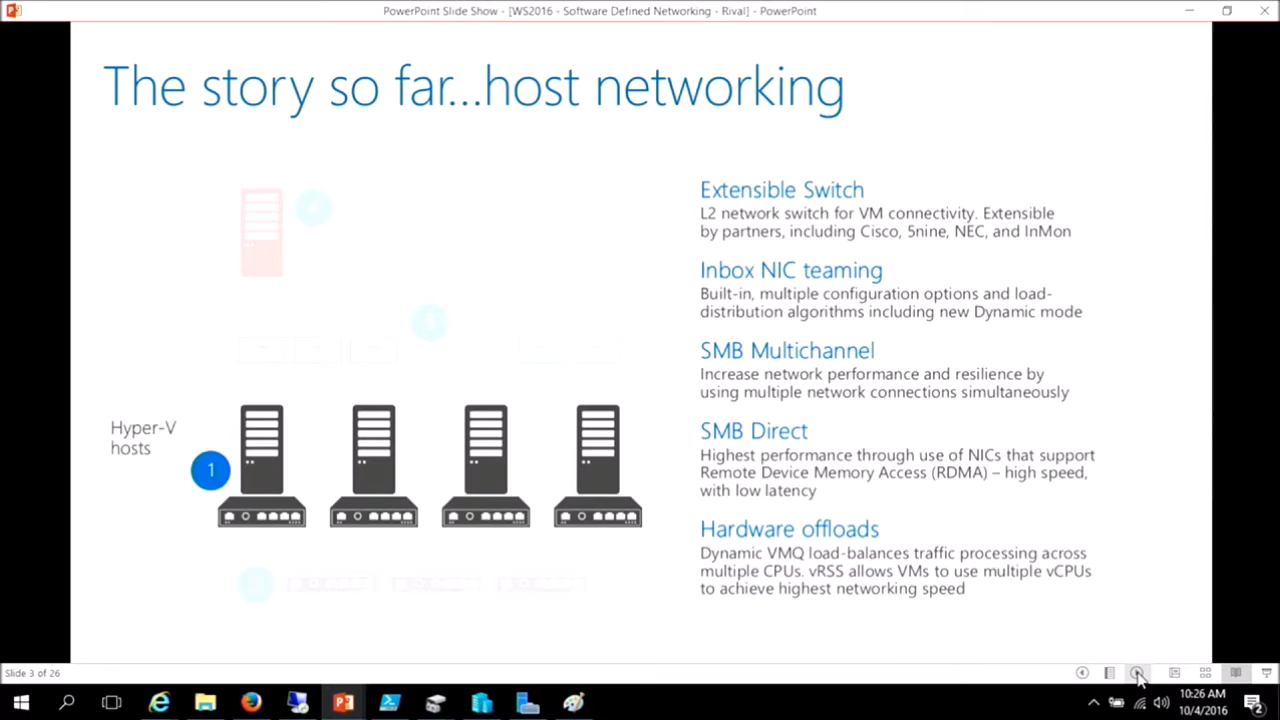 PowerPoint Slide Show - [WS2016 - Software Defined Networking - Rival] - PowerPoint
The story so far...host networking
Extensible Switch
L2 network switch for VM connectivity. Extensible
by partners, including Cisco, 5nine, NEC, and InMon
Inbox NIC teaming
Built-in, multiple configuration options and load-
distribution algorithms including new Dynamic mode
SMB Multichannel
Increase network performance and resilience by
using multiple network connections simultaneously
Hyper-V
hosts
1
SMB Direct
Highest performance through use of NICs that support
Remote Device Memory Access (RDMA) – high speed,
with low latency
Hardware offloads
Dynamic VMQ load-balances traffic processing across
multiple CPUs. vRSS allows VMs to use multiple vCPUs
to achieve highest networking speed
Slide 3 of 26
10:26 AM
10/4/2016
2